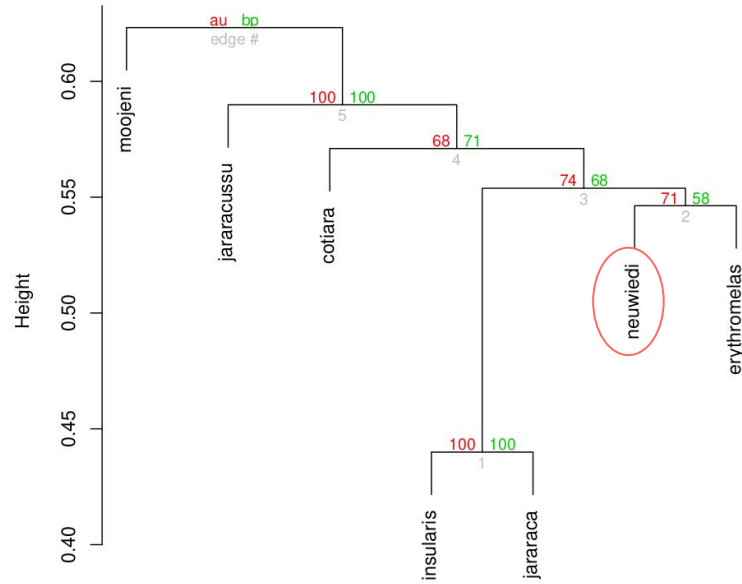 au bp
edge #
0.60
moojeni
100 100
5
jararacussu
68 71
4
cotiara
0.55
74 68
3
71 58
2
neuwiedi
erythromelas
Height
0.50
0.45
100 100
1
insularis
jararaca
0.40